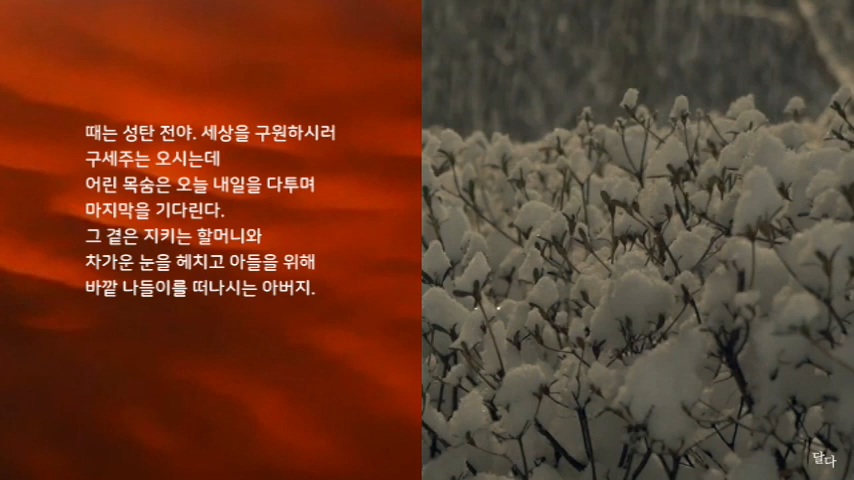 때는 성탄 전야. 세상을 구원하시러
구세주는 오시는데
어린 목숨은 오늘 내일을 다투며
마지막을 기다린다.
그 곁은 지키는 할머니와
차가운 눈을 헤치고 아들을 위해
바깥 나들이를 떠나시는 아버지.
달다